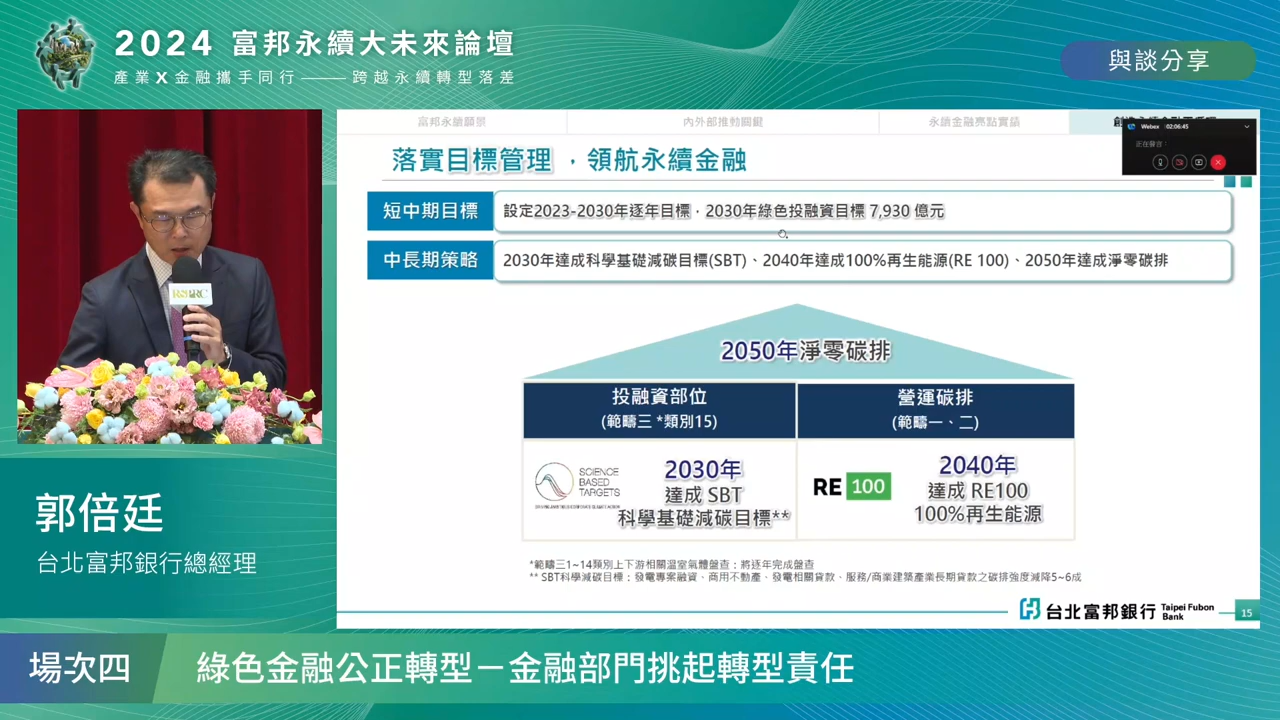 2024 富邦永續大未來論壇
產業X金融攜手同行——跨越永續轉型落差
與談分享
富邦永續願景
內外部推動關鍵
永續金融亮點實績
Webex 02:06:45
正在聲音：
落實目標管理，領航永續金融
短中期目標
設定2023-2030年逐年目標，2030年綠色投融資目標 7,930 億元
中長期策略
2030年達成科學基礎減碳目標(SBT)、2040年達成100%再生能源(RE 100)、2050年達成淨零碳排
2050年淨零碳排
投融資部位
(範疇三 *類別15)
營運碳排
(範疇一、二)
SCIENCE
BASED
TARGETS
2030年
達成 SBT
科學基礎減碳目標**
RE 100
2040年
達成 RE100
100%再生能源
*範疇三1~14類別上下游相關溫室氣體盤查：將逐年完成盤查
** SBT科學減碳目標：發電專案融資、商用不動產、發電相關貸款、服務/商業建築產業長期貸款之碳排強度減降5~6成
台北富邦銀行 Taipei Fubon
Bank
15
郭倍廷
台北富邦銀行總經理
場次四
綠色金融公正轉型－金融部門挑起轉型責任